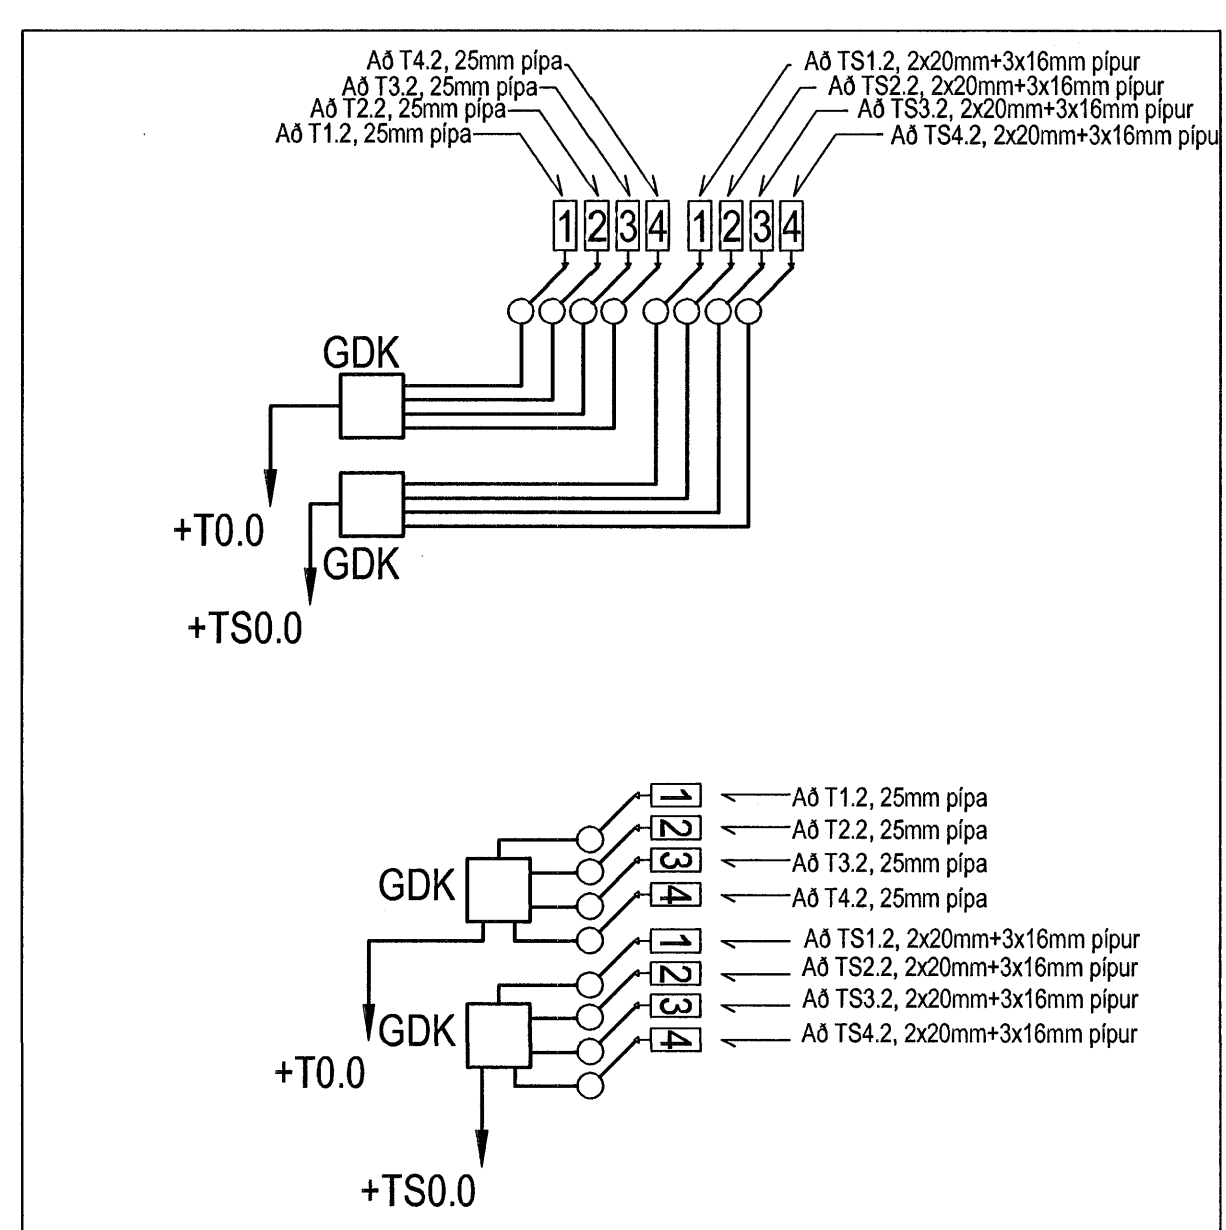 Að T4.2, 25mm pípa
Að T3.2, 25mm pípa
Að T2.2, 25mm pípa
Að T1.2, 25mm pípa
Að TS1.2, 2x20mm+3x16mm pípur
Að TS2.2, 2x20mm+3x16mm pípur
Að TS3.2, 2x20mm+3x16mm pípur
Að TS4.2, 2x20mm+3x16mm pípu
1 2 3 4 1 2 3 4
GDK
+T0.0
GDK
+TS0.0
1 Að T1.2, 25mm pípa
2 Að T2.2, 25mm pípa
3 Að T3.2, 25mm pípa
4 Að T4.2, 25mm pípa
GDK
+T0.0
1 Að TS1.2, 2x20mm+3x16mm pípur
2 Að TS2.2, 2x20mm+3x16mm pípur
3 Að TS3.2, 2x20mm+3x16mm pípur
4 Að TS4.2, 2x20mm+3x16mm pípur
GDK
+TS0.0